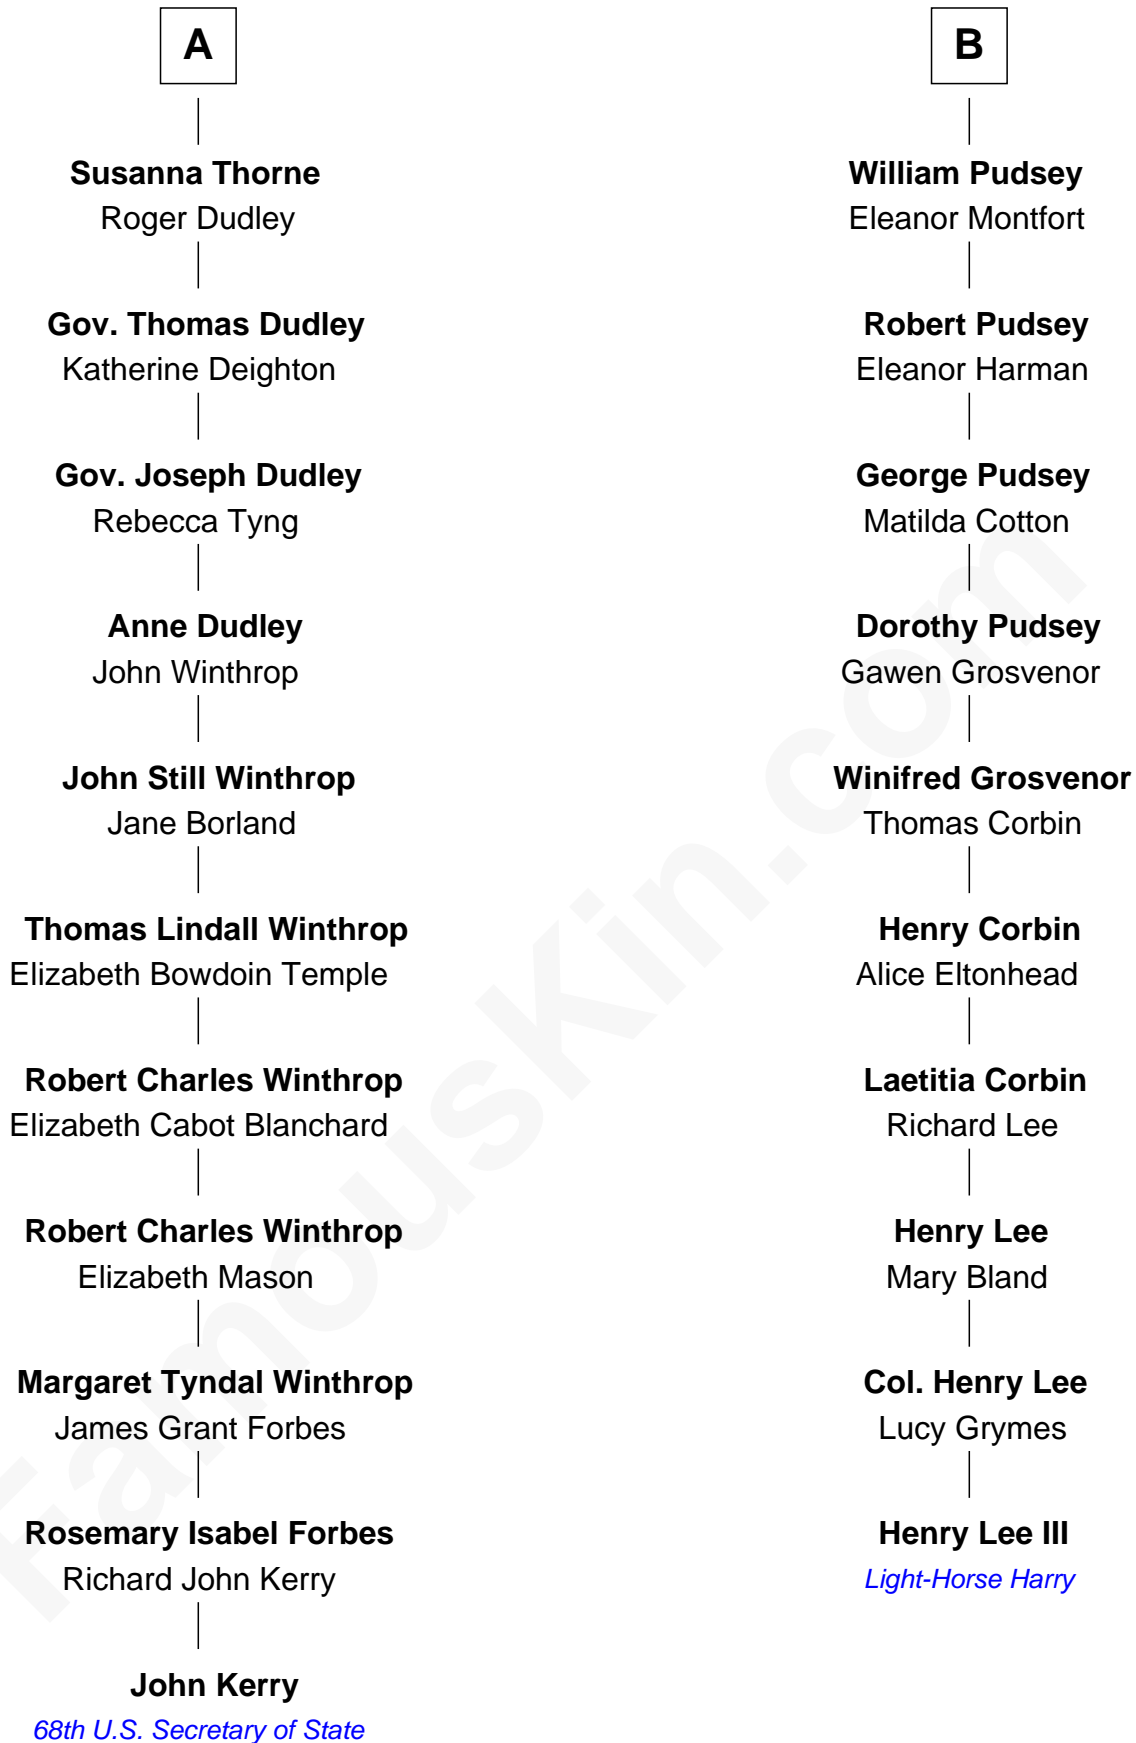 A
Susanna Thorne
Roger Dudley
Gov. Thomas Dudley
Katherine Deighton
Gov. Joseph Dudley
Rebecca Tyng
Anne Dudley
John Winthrop
John Still Winthrop
Jane Borland
Thomas Lindall Winthrop
Elizabeth Bowdoin Temple
Robert Charles Winthrop
Elizabeth Cabot Blanchard
Robert Charles Winthrop
Elizabeth Mason
Margaret Tyndal Winthrop
James Grant Forbes
Rosemary Isabel Forbes
Richard John Kerry
John Kerry
68th U.S. Secretary of State
B
William Pudsey
Eleanor Montfort
Robert Pudsey
Eleanor Harman
George Pudsey
Matilda Cotton
Dorothy Pudsey
Gawen Grosvenor
Winifred Grosvenor
Thomas Corbin
Henry Corbin
Alice Eltonhead
Laetitia Corbin
Richard Lee
Henry Lee
Mary Bland
Col. Henry Lee
Lucy Grymes
Henry Lee III
Light-Horse Harry
FamousKin.com